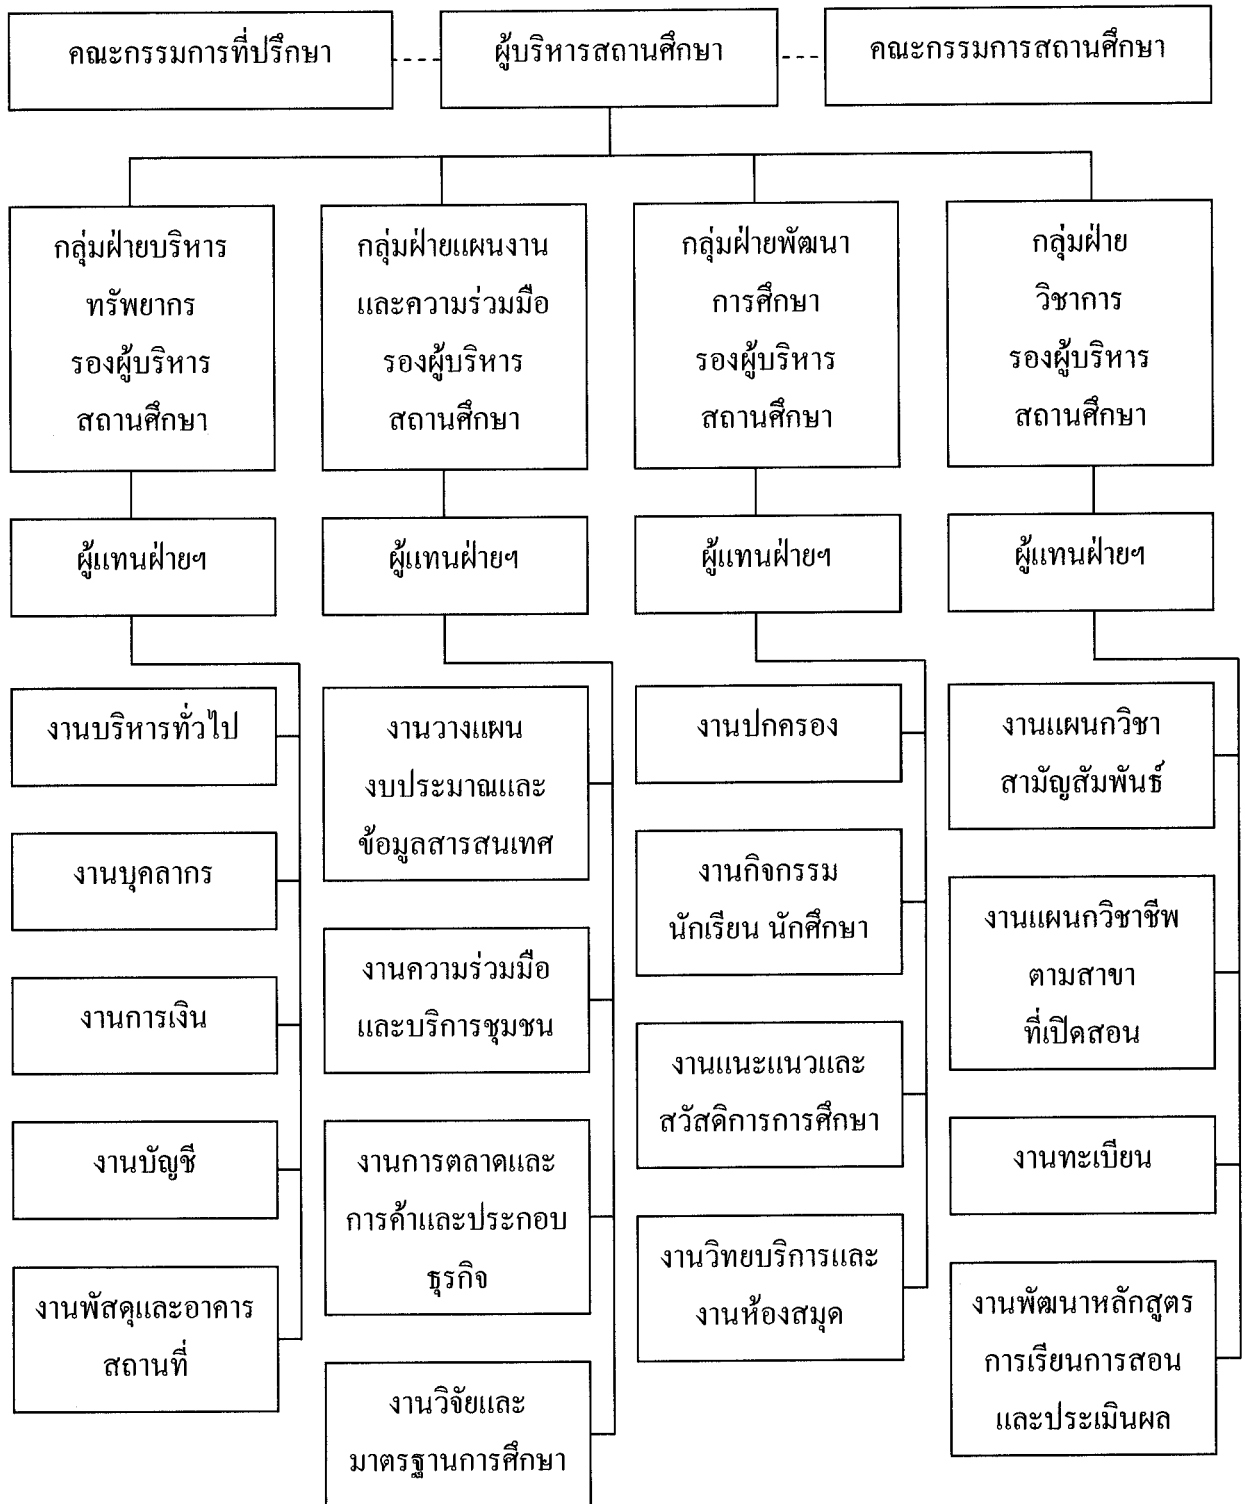 คณะกรรมการที่ปรึกษา
ผู้บริหารสถานศึกษา
คณะกรรมการสถานศึกษา
กลุ่มฝ่ายบริหาร
ทรัพยากร
รองผู้บริหาร
สถานศึกษา
กลุ่มฝ่ายแผนงาน
และความร่วมมือ
รองผู้บริหาร
สถานศึกษา
กลุ่มฝ่ายพัฒนา
การศึกษา
รองผู้บริหาร
สถานศึกษา
กลุ่มฝ่าย
วิชาการ
รองผู้บริหาร
สถานศึกษา
ผู้แทนฝ่ายฯ
ผู้แทนฝ่ายฯ
ผู้แทนฝ่ายฯ
ผู้แทนฝ่ายฯ
งานบริหารทั่วไป
งานบุคลากร
งานการเงิน
งานบัญชี
งานพัสดุและอาคาร
สถานที่
งานวางแผน
งบประมาณและ
ข้อมูลสารสนเทศ
งานความร่วมมือ
และบริการชุมชน
งานการตลาดและ
การค้าและประกอบ
ธุรกิจ
งานวิจัยและ
มาตรฐานการศึกษา
งานปกครอง
งานกิจกรรม
นักเรียน นักศึกษา
งานแนะแนวและ
สวัสดิการการศึกษา
งานวิทยบริการและ
งานห้องสมุด
งานแผนกวิชา
สามัญสัมพันธ์
งานแผนกวิชาชีพ
ตามสาขา
ที่เปิดสอน
งานทะเบียน
งานพัฒนาหลักสูตร
การเรียนการสอน
และประเมินผล